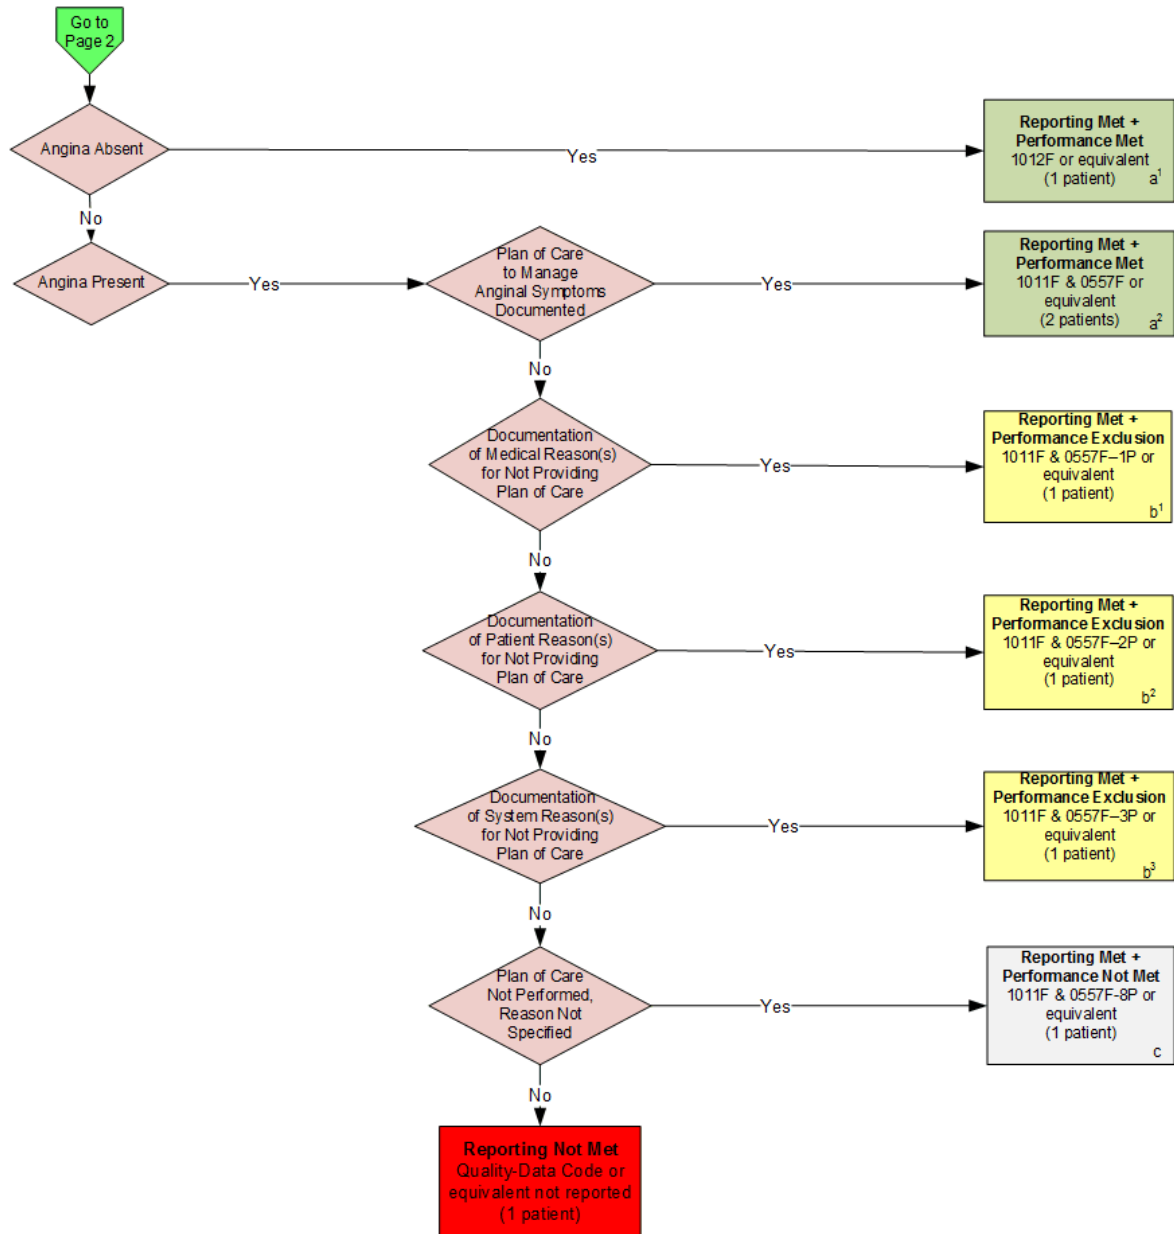 Go to
Page 2
Angina Absent
Yes
Reporting Met +
Performance Met
1012F or equivalent
(1 patient)
a¹
No
Angina Present
Yes
Plan of Care
to Manage
Anginal Symptoms
Documented
Yes
Reporting Met +
Performance Met
1011F & 0557F or
equivalent
(2 patients)
a²
No
Documentation
of Medical Reason(s)
for Not Providing
Plan of Care
Yes
Reporting Met +
Performance Exclusion
1011F & 0557F–1P or
equivalent
(1 patient)
b¹
No
Documentation
of Patient Reason(s)
for Not Providing
Plan of Care
Yes
Reporting Met +
Performance Exclusion
1011F & 0557F–2P or
equivalent
(1 patient)
b²
No
Documentation
of System Reason(s)
for Not Providing
Plan of Care
Yes
Reporting Met +
Performance Exclusion
1011F & 0557F–3P or
equivalent
(1 patient)
b³
No
Plan of Care
Not Performed,
Reason Not
Specified
Yes
Reporting Met +
Performance Not Met
1011F & 0557F-8P or
equivalent
(1 patient)
c
No
Reporting Not Met
Quality-Data Code or
equivalent not reported
(1 patient)